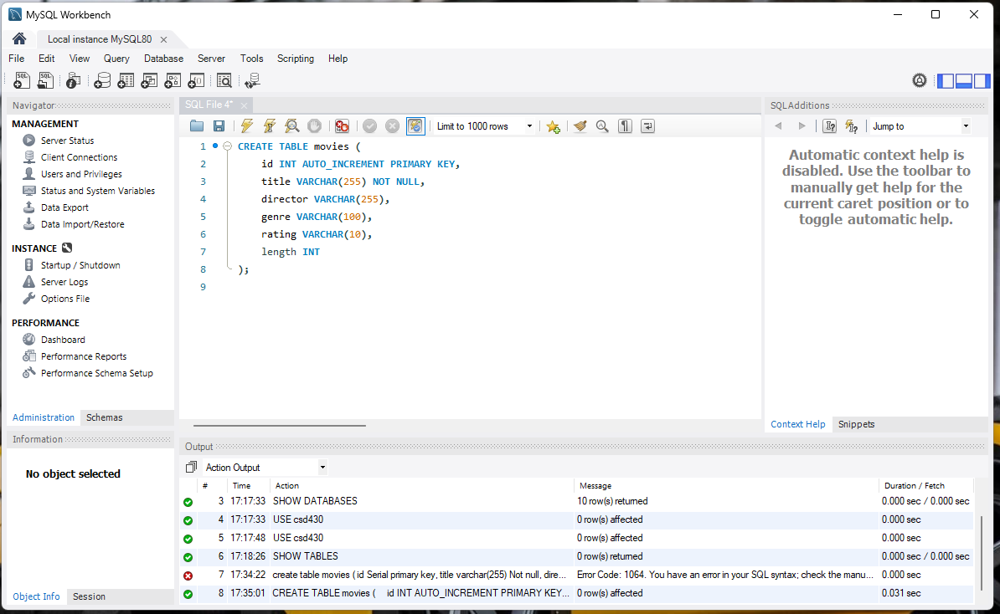 MySQL Workbench
Local instance MySQL80
File Edit View Query Database Server Tools Scripting Help
Navigator
MANAGEMENT
Server Status
Client Connections
Users and Privileges
Status and System Variables
Data Export
Data Import/Restore
INSTANCE
Startup / Shutdown
Server Logs
Options File
PERFORMANCE
Dashboard
Performance Reports
Performance Schema Setup
Administration Schemas
Information
No object selected
Object Info Session
SQL File 4*
Limit to 1000 rows
1 CREATE TABLE movies (
2 id INT AUTO_INCREMENT PRIMARY KEY,
3 title VARCHAR(255) NOT NULL,
4 director VARCHAR(255),
5 genre VARCHAR(100),
6 rating VARCHAR(10),
7 length INT
8 );
9
SQLAdditions
Jump to
Automatic context help is
disabled. Use the toolbar to
manually get help for the
current caret position or to
toggle automatic help.
Context Help Snippets
Output
Action Output
# Time Action Message Duration / Fetch
3 17:17:33 SHOW DATABASES 10 row(s) returned 0.000 sec / 0.000 sec
4 17:17:33 USE csd430 0 row(s) affected 0.000 sec
5 17:17:48 USE csd430 0 row(s) affected 0.000 sec
6 17:18:26 SHOW TABLES 0 row(s) returned 0.000 sec / 0.000 sec
7 17:34:22 create table movies ( id Serial primary key, title varchar(255) Not null, dire... Error Code: 1064. You have an error in your SQL syntax; check the manu... 0.000 sec
8 17:35:01 CREATE TABLE movies ( id INT AUTO_INCREMENT PRIMARY KEY... 0 row(s) affected 0.031 sec